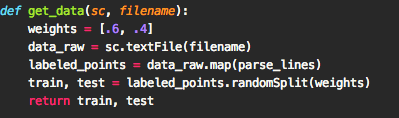 def get_data(sc, filename):
    weights = [.6, .4]
    data_raw = sc.textFile(filename)
    labeled_points = data_raw.map(parse_lines)
    train, test = labeled_points.randomSplit(weights)
    return train, test